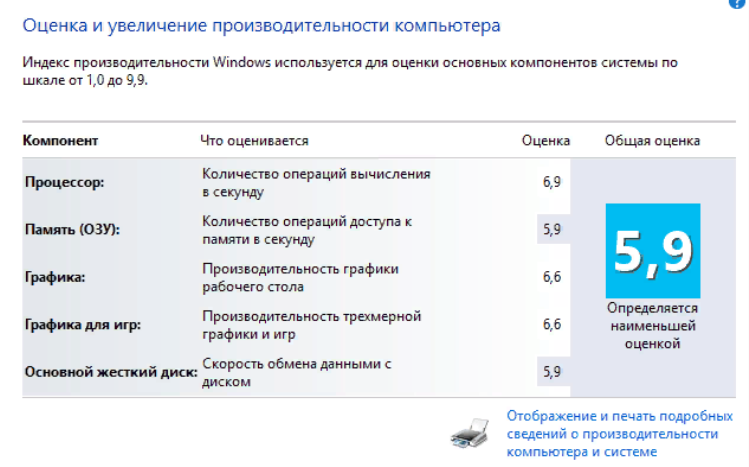 ?
Оценка и увеличение производительности компьютера
Индекс производительности Windows используется для оценки основных компонентов системы по
шкале от 1,0 до 9,9.
Компонент Что оценивается Оценка Общая оценка
Процессор: Количество операций вычисления
в секунду 6,9
Память (ОЗУ): Количество операций доступа к
памяти в секунду 5,9
Графика: Производительность графики
рабочего стола 6,6
Графика для игр: Производительность трехмерной
графики и игр 6,6
Основной жесткий диск: Скорость обмена данными с
диском 5,9
5,9
Определяется
наименьшей
оценкой
Отображение и печать подробных
сведений о производительности
компьютера и системе